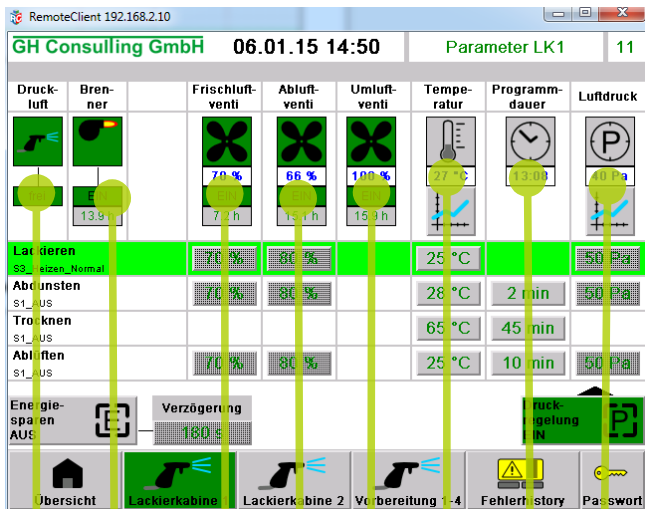 RemoteClient 192.168.2.10
GH Consulling GmbH 06.01.15 14:50 Parameter LK1 11
Druck-
luft
Bren-
ner
Frischluft-
venti
Abluft-
venti
Umluft-
venti
Tempe-
ratur
Programm-
dauer
Luftdruck
70 % 66 % 100 % 27 °C 13:08 40 Pa
EIN EIN EIN EIN
13.9 h 7.2 h 15.1 h 15.9 h
Lackieren 70 % 80 % 25 °C 50 Pa
S3_Heizen_Normal
Abdunsten 70 % 80 % 28 °C 2 min 50 Pa
S1_AUS
Trocknen 65 °C 45 min
S1_AUS
Ablüften 70 % 80 % 25 °C 10 min 50 Pa
S1_AUS
Energie-
sparen
AUS
E
Verzögerung
180 s
Druck-
regelung
EIN
P
Übersicht Lackierkabine 1 Lackierkabine 2 Vorbereitung 1-4 Fehlerhistory Passwort